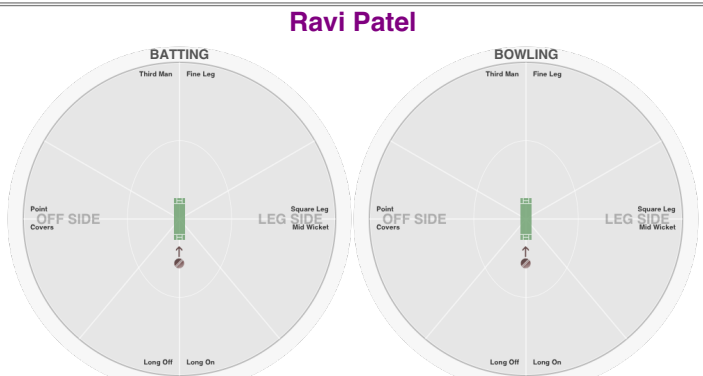 Ravi Patel
BATTING
BOWLING
Third Man
Fine Leg
Third Man
Fine Leg
Point
OFF SIDE
Covers
Square Leg
LEG SIDE
Mid Wicket
Point
OFF SIDE
Covers
Square Leg
LEG SIDE
Mid Wicket
Long Off
Long On
Long Off
Long On